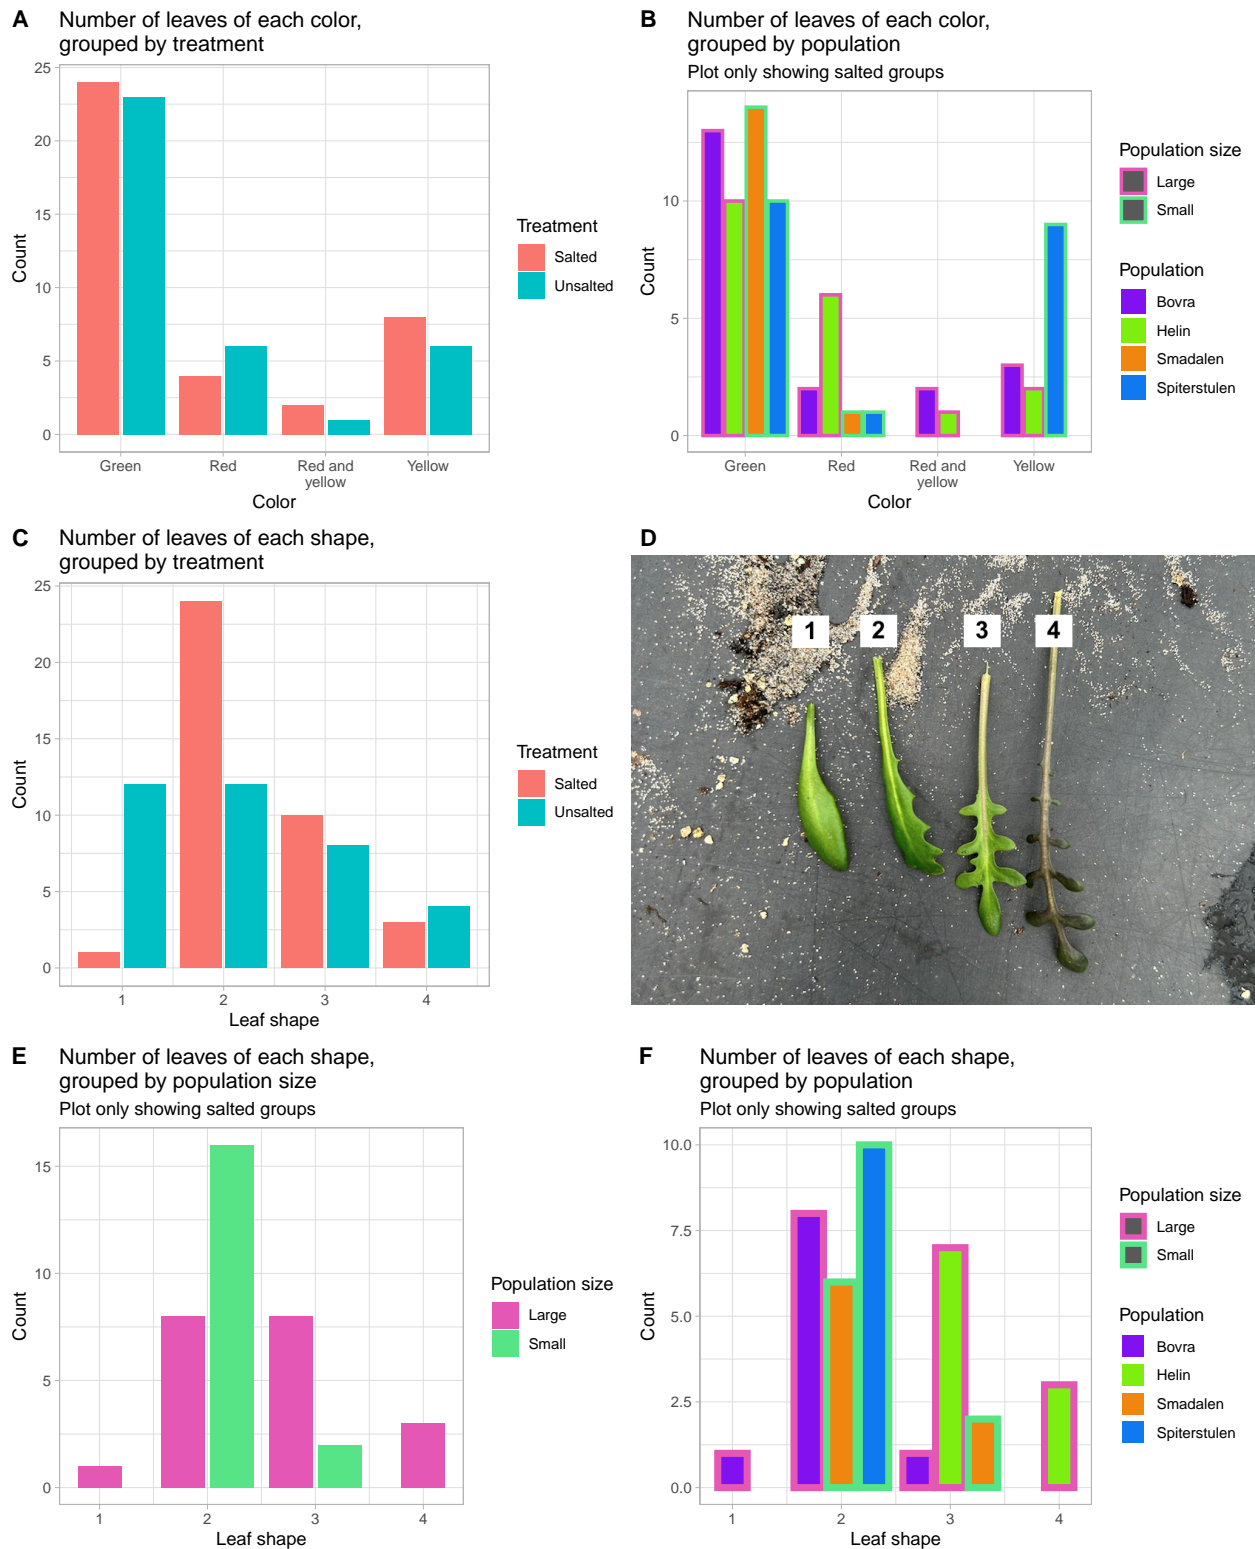 A
Number of leaves of each color,
grouped by treatment
25
20
15
10
5
0
Count
Green
Red
Red and
yellow
Yellow
Color
Treatment
Salted
Unsalted
B
Number of leaves of each color,
grouped by population
Plot only showing salted groups
10
5
0
Count
Green
Red
Red and
yellow
Yellow
Color
Population size
Large
Small
Population
Bovra
Helin
Smadalen
Spiterstulen
C
Number of leaves of each shape,
grouped by treatment
25
20
15
10
5
0
Count
1
2
3
4
Leaf shape
Treatment
Salted
Unsalted
D
1
2
3
4
E
Number of leaves of each shape,
grouped by population size
Plot only showing salted groups
15
10
5
0
Count
1
2
3
4
Leaf shape
Population size
Large
Small
F
Number of leaves of each shape,
grouped by population
Plot only showing salted groups
10.0
7.5
5.0
2.5
0.0
Count
1
2
3
4
Leaf shape
Population size
Large
Small
Population
Bovra
Helin
Smadalen
Spiterstulen